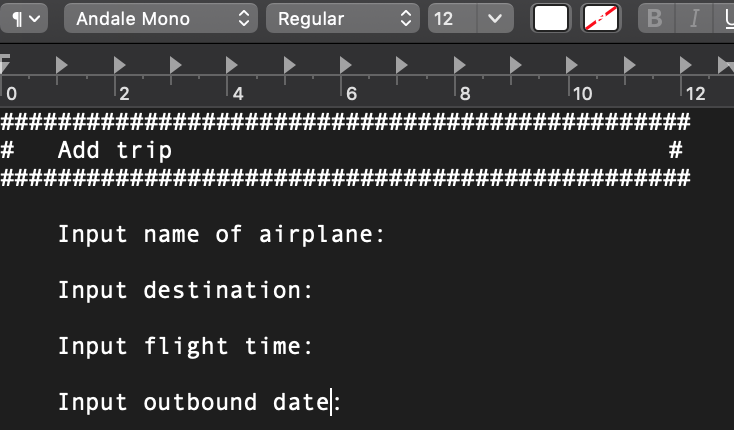 ¶ Andale Mono Regular 12 B I U
0 2 4 6 8 10 12
################################################
#   Add trip                                  #
################################################
Input name of airplane:
Input destination:
Input flight time:
Input outbound date: